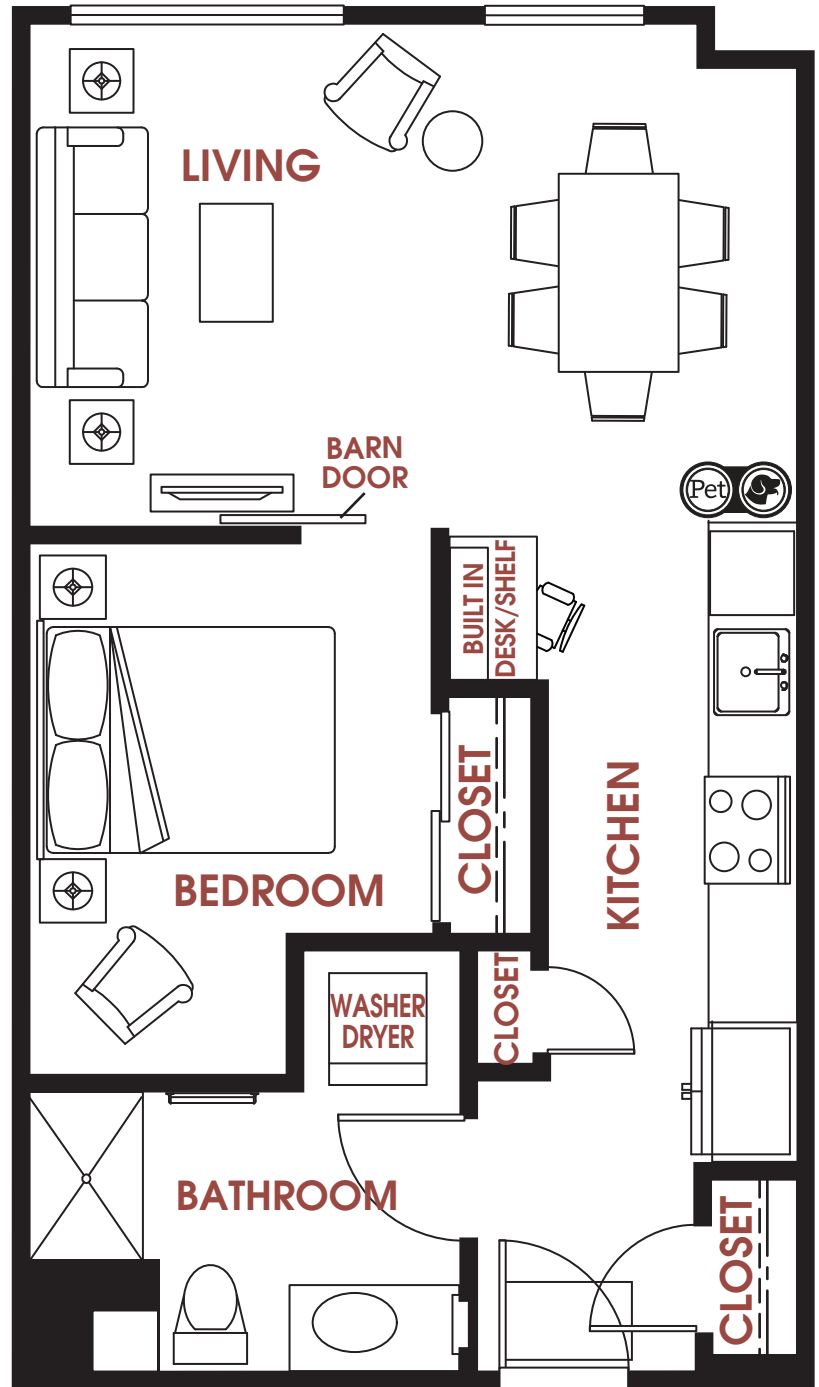 LIVING
BARN
DOOR
Pet
BUILT IN
DESK/SHELF
CLOSET
KITCHEN
BEDROOM
WASHER
DRYER
CLOSET
BATHROOM
CLOSET